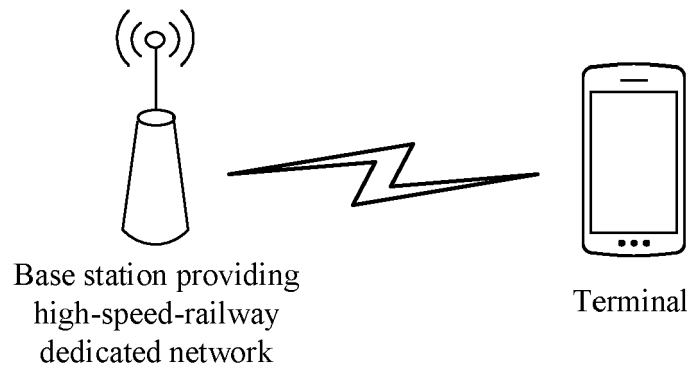 Base station providing
high-speed-railway
dedicated network
Terminal